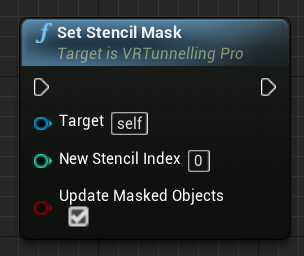 f Set Stencil Mask
Target is VRTunnelling Pro
Target self
New Stencil Index 0
Update Masked Objects